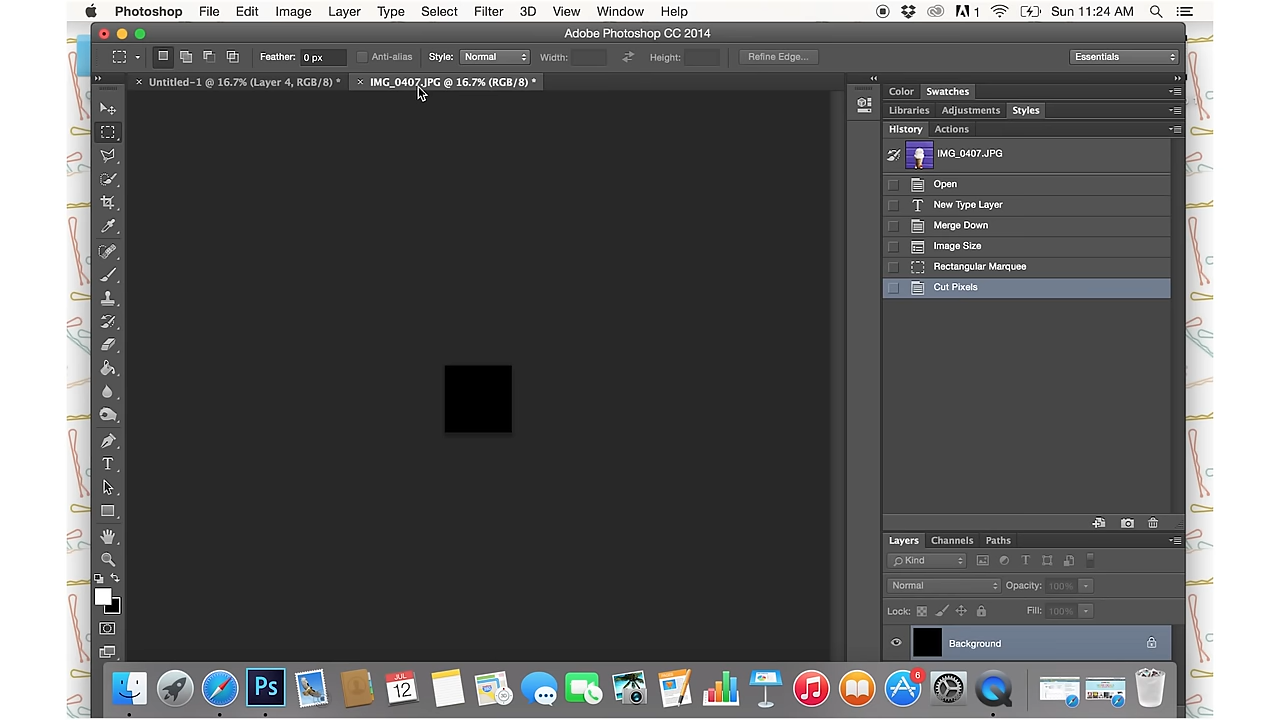 Photoshop File Edit Image Layer Type Select Filter 3D View Window Help 1 Sun 11:24 AM
Adobe Photoshop CC 2014
Feather: 0 px Anti-alias Style: Normal Width: Height: Refine Edge... Essentials
Untitled-1 @ 16.7% (Layer 4, RGB/8) * IMG_0407.JPG @ 16.7% (RGB/8) *
Color Swatches
Libraries Adjustments Styles
History Actions
IMG_0407.JPG
Open
New Type Layer
Merge Down
Image Size
Rectangular Marquee
Cut Pixels
Layers Channels Paths
Kind
Normal Opacity: 100%
Lock: Fill: 100%
Background
Ps JUL 12 6